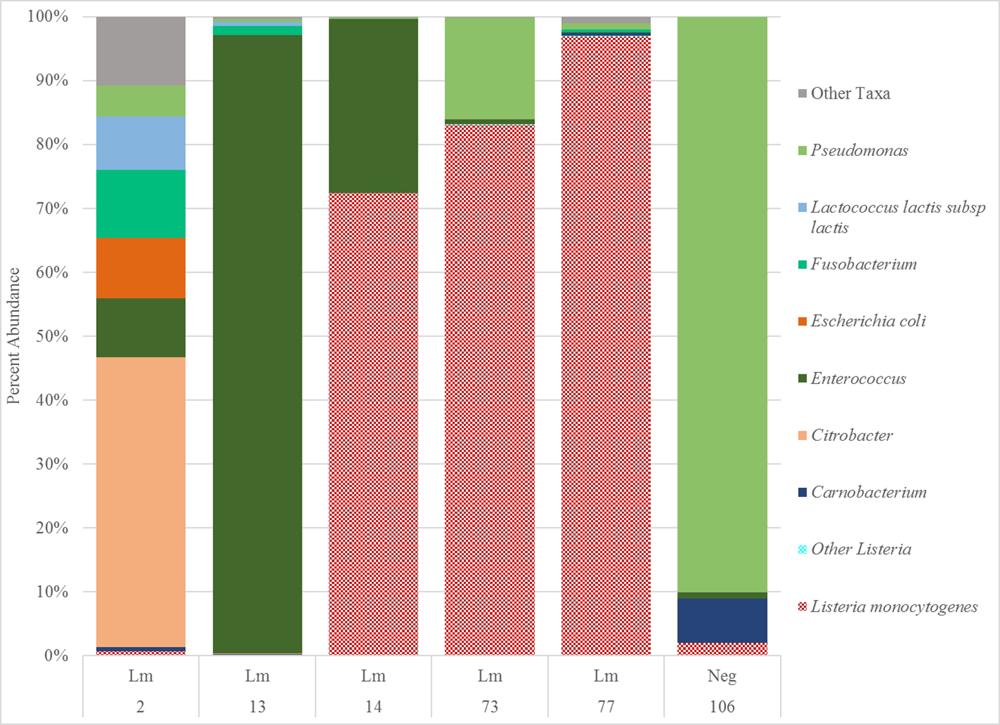 100%
90%
80%
70%
60%
50%
40%
30%
20%
10%
0%
Percent Abundance
Lm
Lm
Lm
Lm
Lm
Neg
2
13
14
73
77
106
Other Taxa
Pseudomonas
Lactococcus lactis subsp
lactis
Fusobacterium
Escherichia coli
Enterococcus
Citrobacter
Carnobacterium
Other Listeria
Listeria monocytogenes